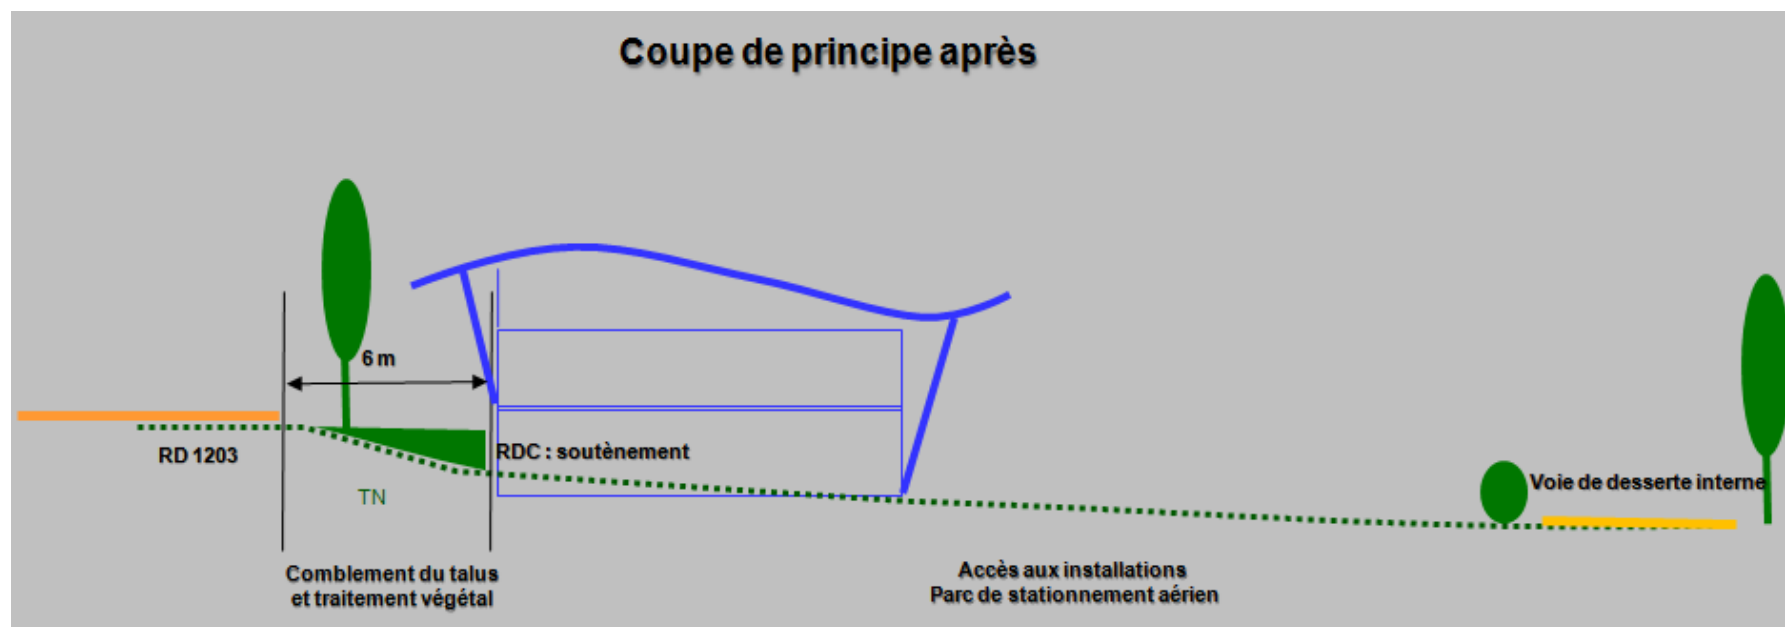 Coupe de principe après
6 m
RD 1203
RDC : soutènement
TN
Voie de desserte interne
Comblement du talus
et traitement végétal
Accès aux installations
Parc de stationnement aérien